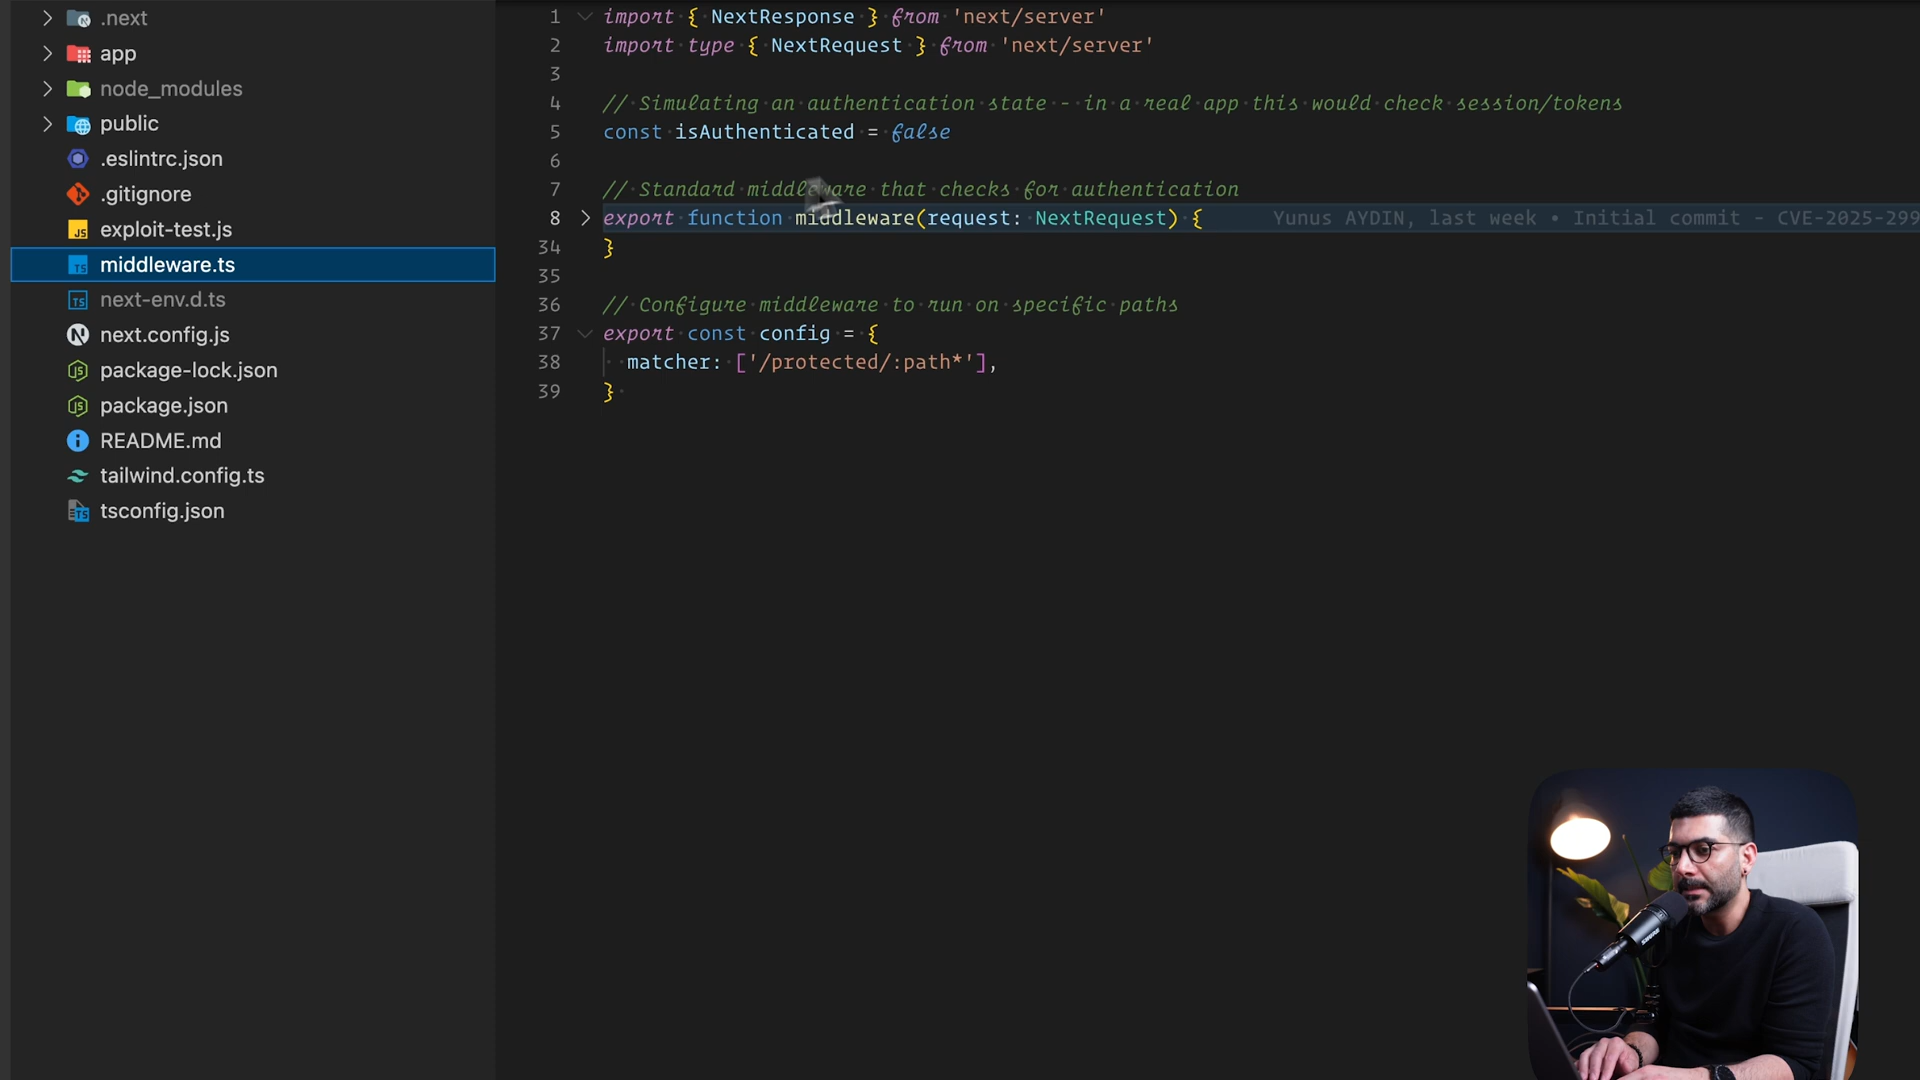 .next
app
node_modules
public
.eslintrc.json
.gitignore
exploit-test.js
middleware.ts
next-env.d.ts
next.config.js
package-lock.json
package.json
README.md
tailwind.config.ts
tsconfig.json
1 import { NextResponse } from 'next/server'
2 import type { NextRequest } from 'next/server'
3
4 // Simulating an authentication state - in a real app this would check session/tokens
5 const isAuthenticated = false
6
7 // Standard middleware that checks for authentication
8 export function middleware(request: NextRequest) { Yunus AYDIN, last week • Initial commit - CVE-2025-299
34 }
35
36 // Configure middleware to run on specific paths
37 export const config = {
38 matcher: ['/protected/:path*'],
39 }
SHURE